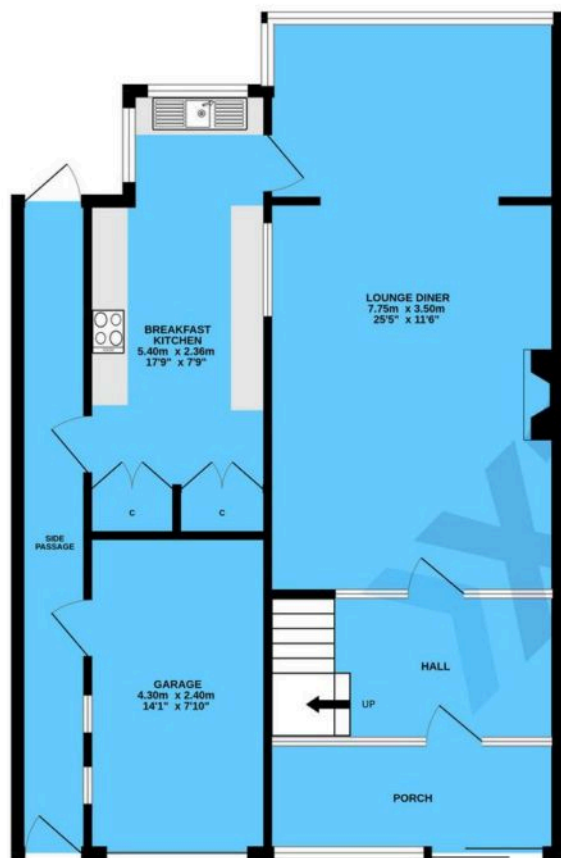 LOUNGE DINER
7.75m x 3.50m
25'5" x 11'6"
BREAKFAST
KITCHEN
5.40m x 2.36m
17'9" x 7'9"
C
C
SIDE
PASSAGE
GARAGE
4.30m x 2.40m
14'1" x 7'10"
HALL
UP
PORCH